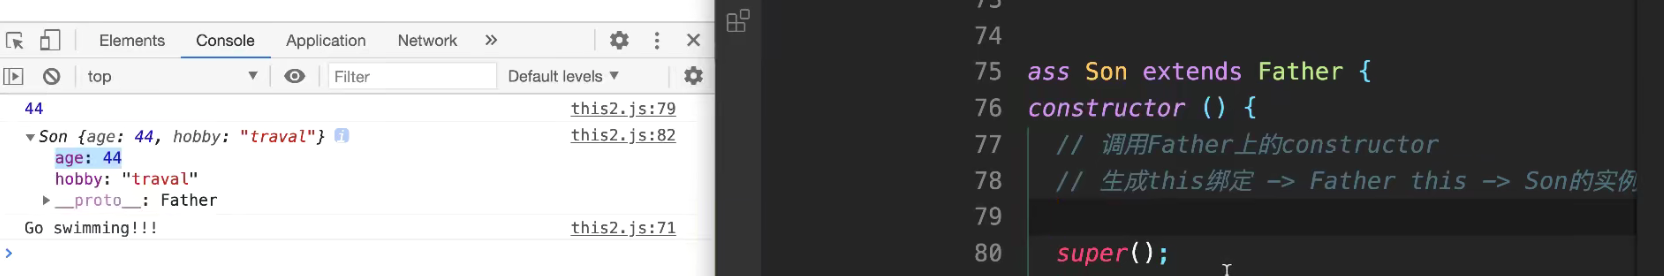 Elements Console Application Network »
top Filter Default levels
44 this2.js:79
Son {age: 44, hobby: "traval"} this2.js:82
age: 44
hobby: "traval"
__proto__: Father
Go swimming!!! this2.js:71
>
74
75 ass Son extends Father {
76 constructor () {
77 // 调用Father上的constructor
78 // 生成this绑定 -> Father this -> Son的实例
79
80 super();